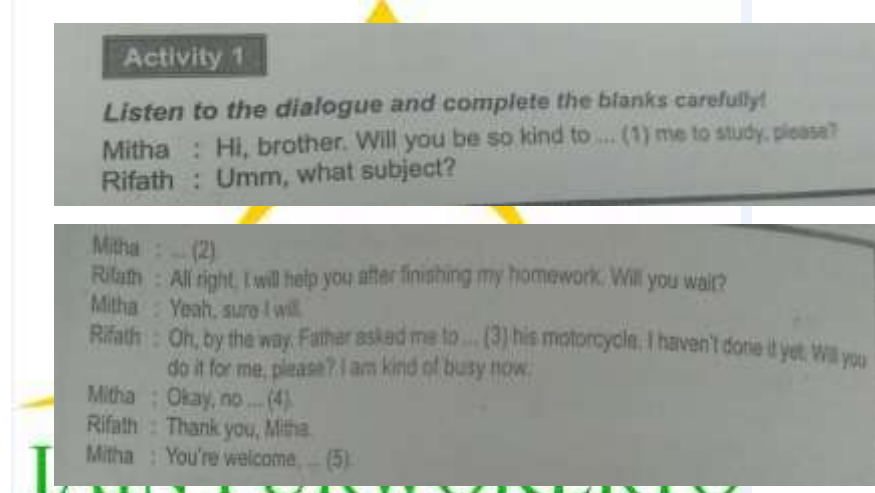 Activity 1
Listen to the dialogue and complete the blanks carefully!
Mitha : Hi, brother. Will you be so kind to ... (1) me to study, please?
Rifath : Umm, what subject?
Mitha : ... (2).
Rifath : All right, I will help you after finishing my homework. Will you wait?
Mitha : Yeah, sure I will.
Rifath : Oh, by the way. Father asked me to ... (3) his motorcycle. I haven't done it yet. Will you
do it for me, please? I am kind of busy now.
Mitha : Okay, no ... (4).
Rifath : Thank you, Mitha.
Mitha : You're welcome, ... (5).
IAIN PURWOKERTO